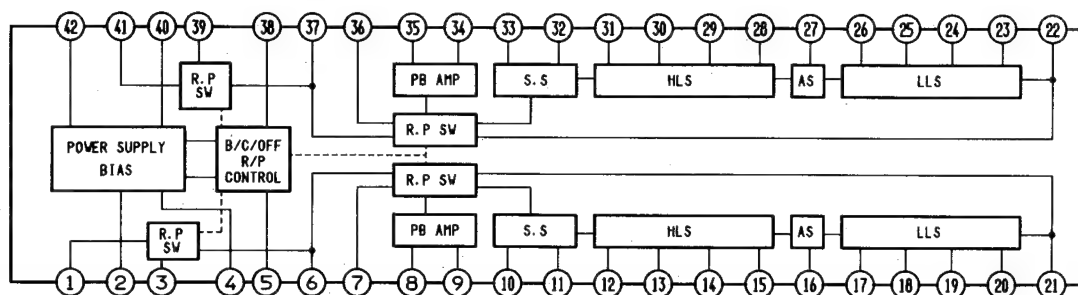 42 41 40 39 38 37 36 35 34 33 32 31 30 29 28 27 26 25 24 23 22
R.P
SW
PB AMP
S.S
HLS
AS
LLS
R.P SW
POWER SUPPLY
BIAS
B/C/OFF
R/P
CONTROL
R.P SW
R.P
SW
PB AMP
S.S
HLS
AS
LLS
1 2 3 4 5 6 7 8 9 10 11 12 13 14 15 16 17 18 19 20 21